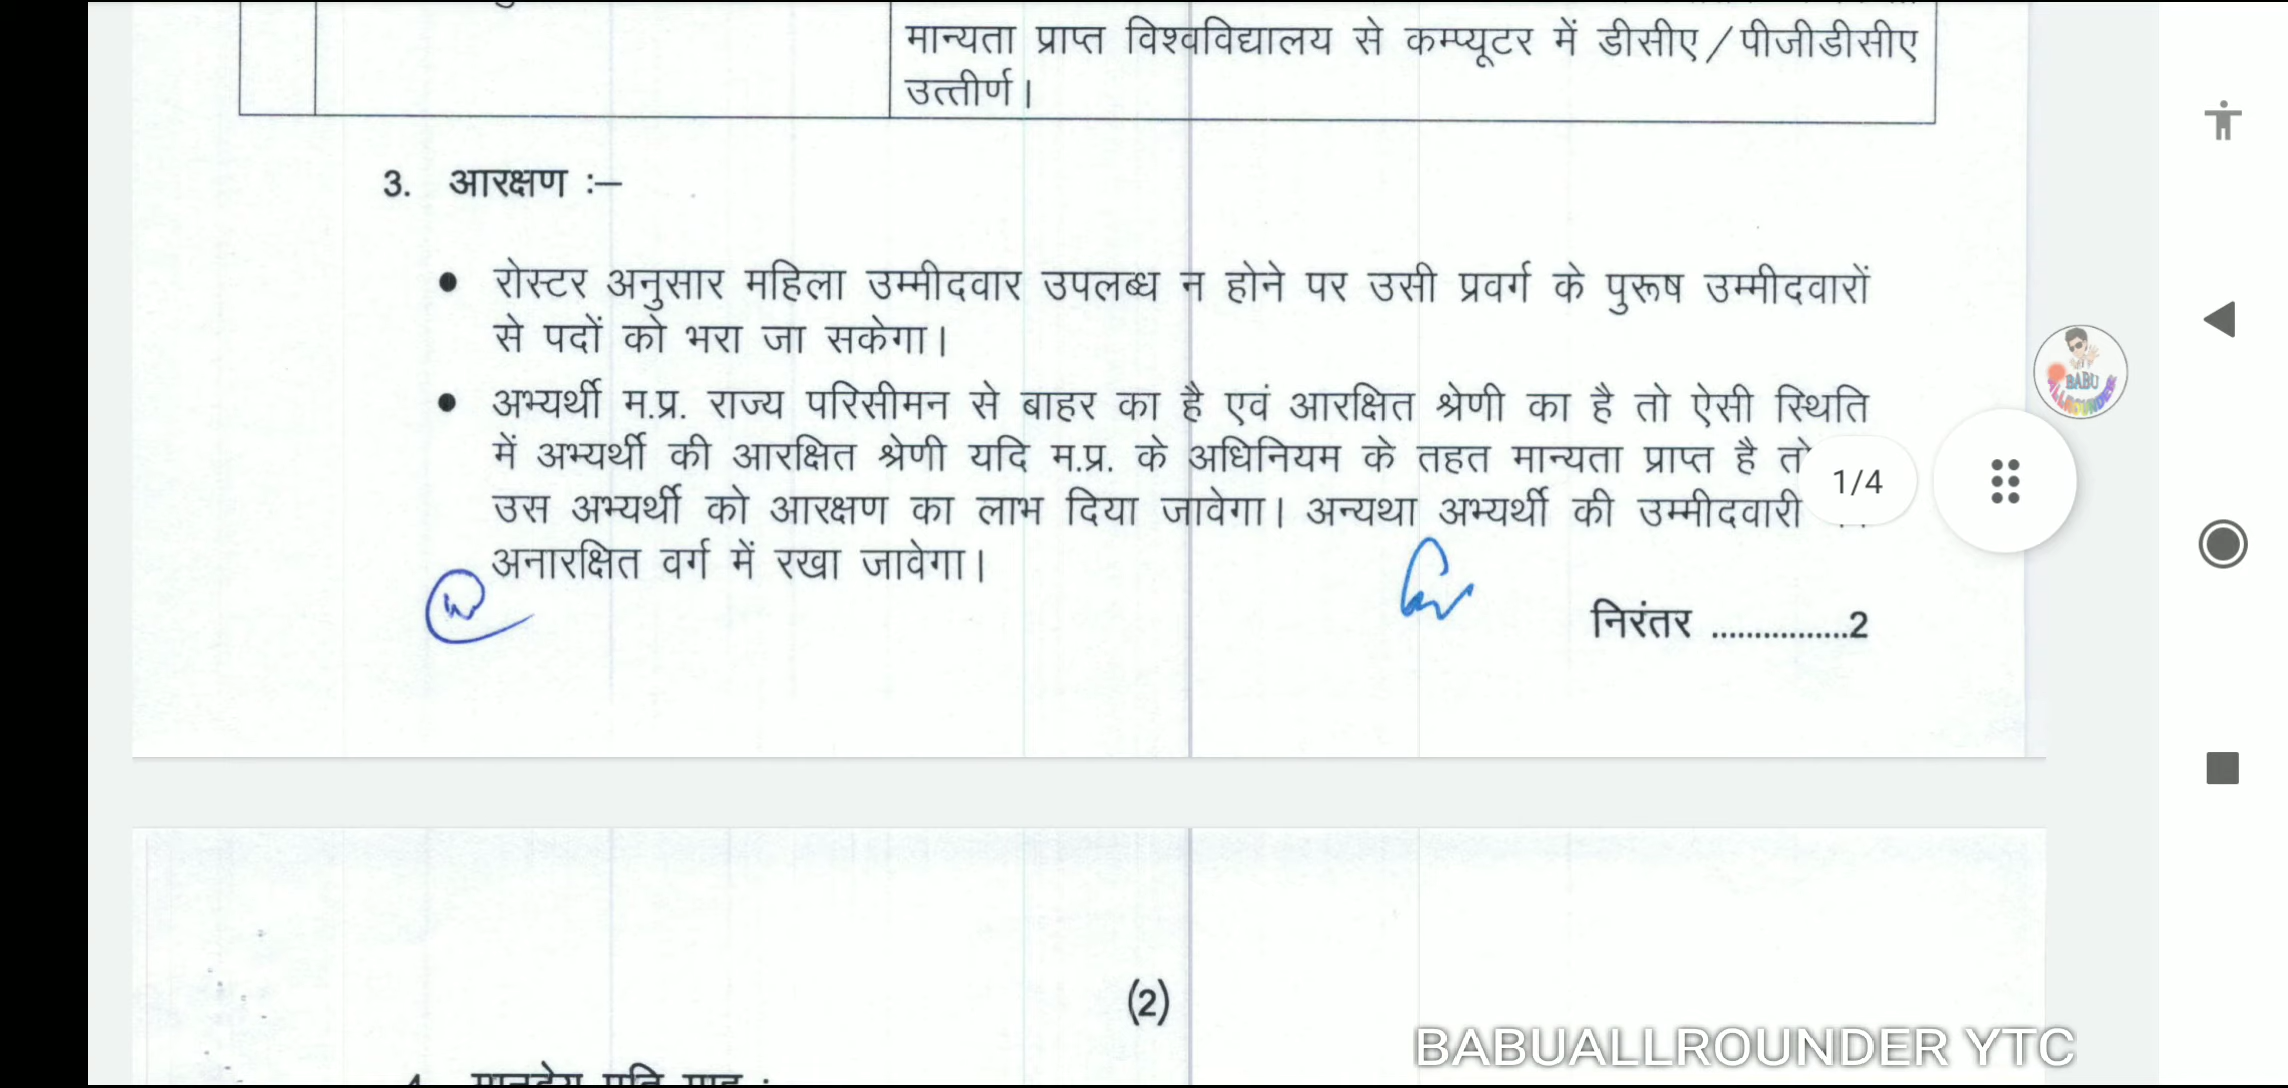 मान्यता प्राप्त विश्वविद्यालय से कम्प्यूटर में डीसीए/पीजीडीसीए
उत्तीर्ण।
3. आरक्षण :–
● रोस्टर अनुसार महिला उम्मीदवार उपलब्ध न होने पर उसी प्रवर्ग के पुरूष उम्मीदवारों
से पदों को भरा जा सकेगा।
● अभ्यर्थी म.प्र. राज्य परिसीमन से बाहर का है एवं आरक्षित श्रेणी का है तो ऐसी स्थिति
में अभ्यर्थी की आरक्षित श्रेणी यदि म.प्र. के अधिनियम के तहत मान्यता प्राप्त है तो
उस अभ्यर्थी को आरक्षण का लाभ दिया जावेगा। अन्यथा अभ्यर्थी की उम्मीदवारी
अनारक्षित वर्ग में रखा जावेगा।
निरंतर ................2
1/4
BABU
ALLROUNDER
(2)
BABUALLROUNDER YTC